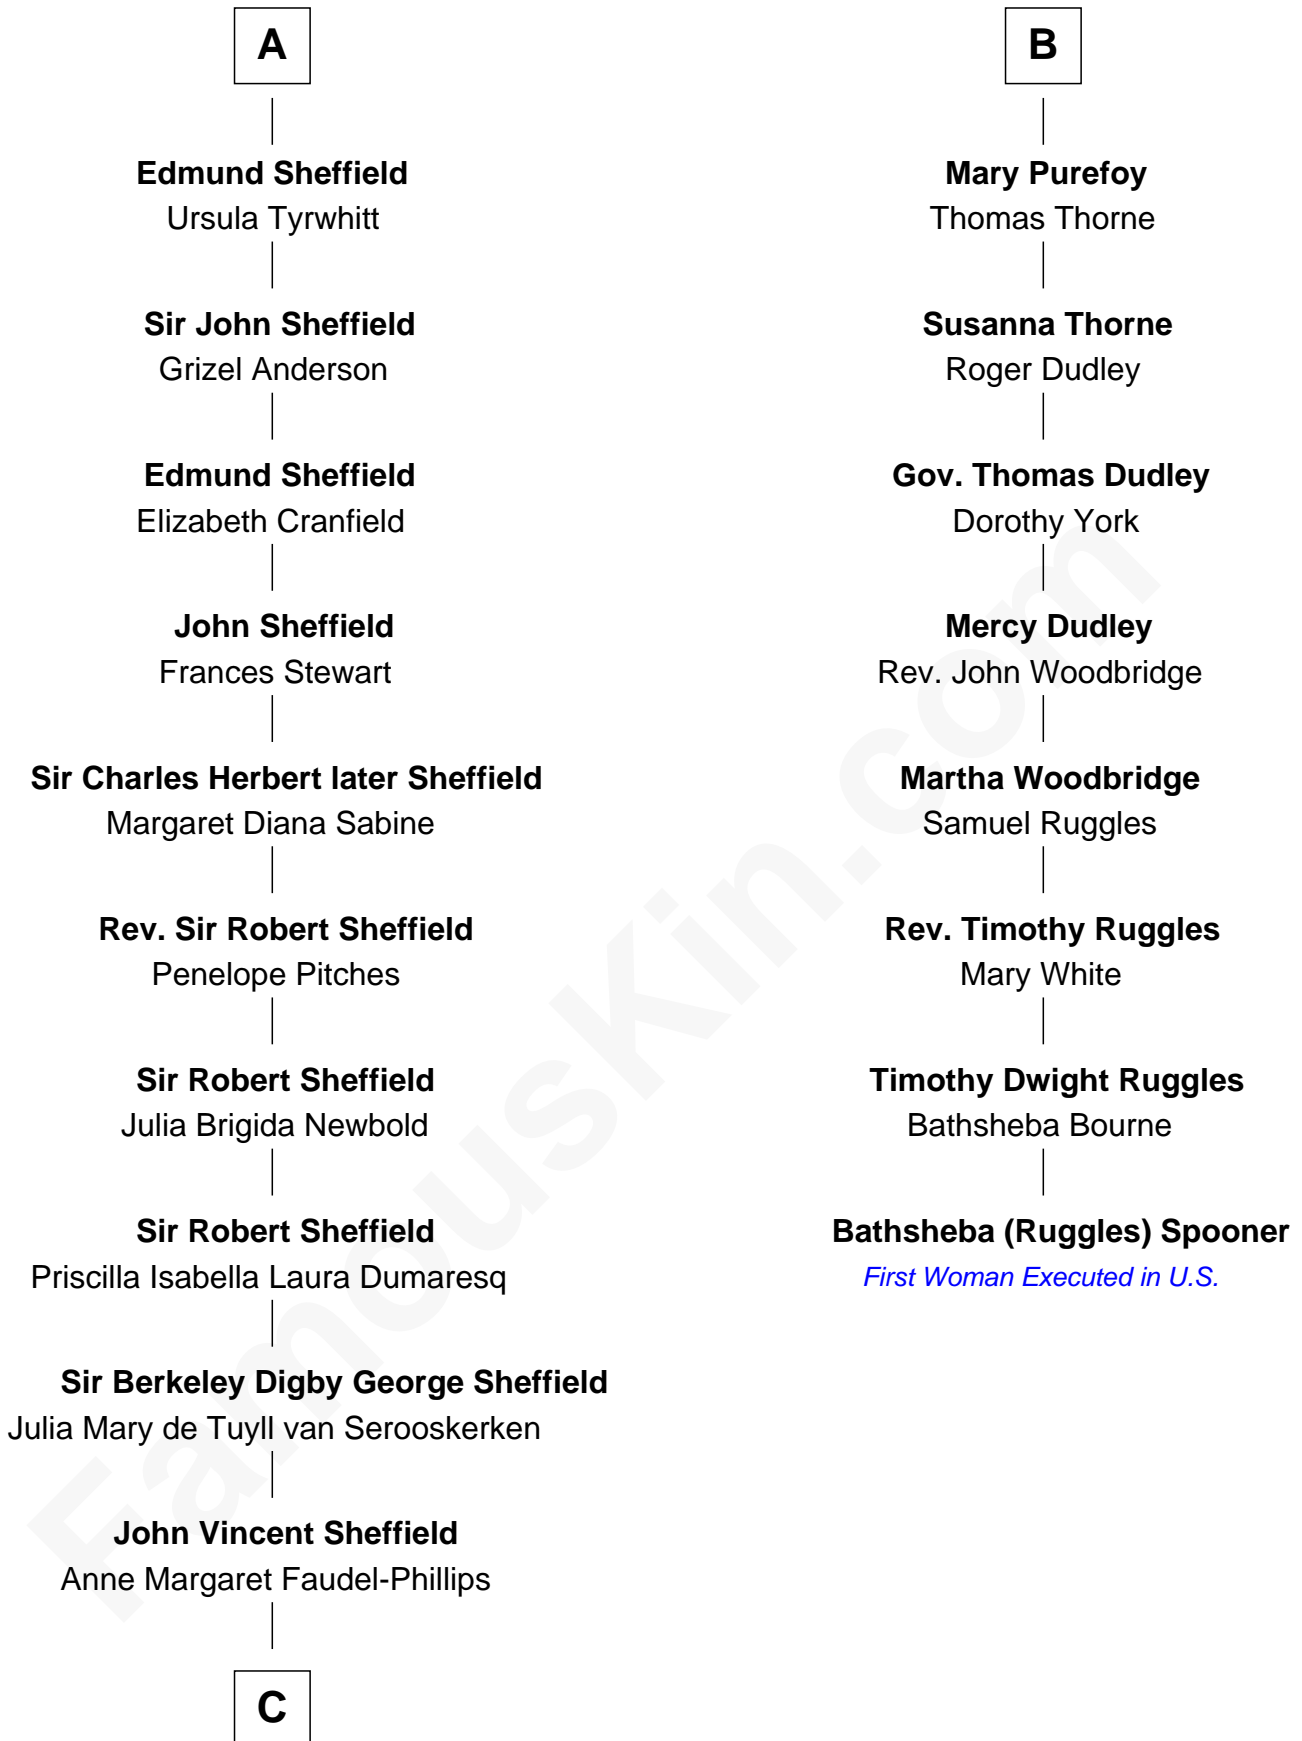 A
Edmund Sheffield
Ursula Tyrwhitt
Sir John Sheffield
Grizel Anderson
Edmund Sheffield
Elizabeth Cranfield
John Sheffield
Frances Stewart
Sir Charles Herbert later Sheffield
Margaret Diana Sabine
Rev. Sir Robert Sheffield
Penelope Pitches
Sir Robert Sheffield
Julia Brigida Newbold
Sir Robert Sheffield
Priscilla Isabella Laura Dumaresq
Sir Berkeley Digby George Sheffield
Julia Mary de Tuyll van Serooskerken
John Vincent Sheffield
Anne Margaret Faudel-Phillips
C
B
Mary Purefoy
Thomas Thorne
Susanna Thorne
Roger Dudley
Gov. Thomas Dudley
Dorothy York
Mercy Dudley
Rev. John Woodbridge
Martha Woodbridge
Samuel Ruggles
Rev. Timothy Ruggles
Mary White
Timothy Dwight Ruggles
Bathsheba Bourne
Bathsheba (Ruggles) Spooner
First Woman Executed in U.S.
FamousKin.com